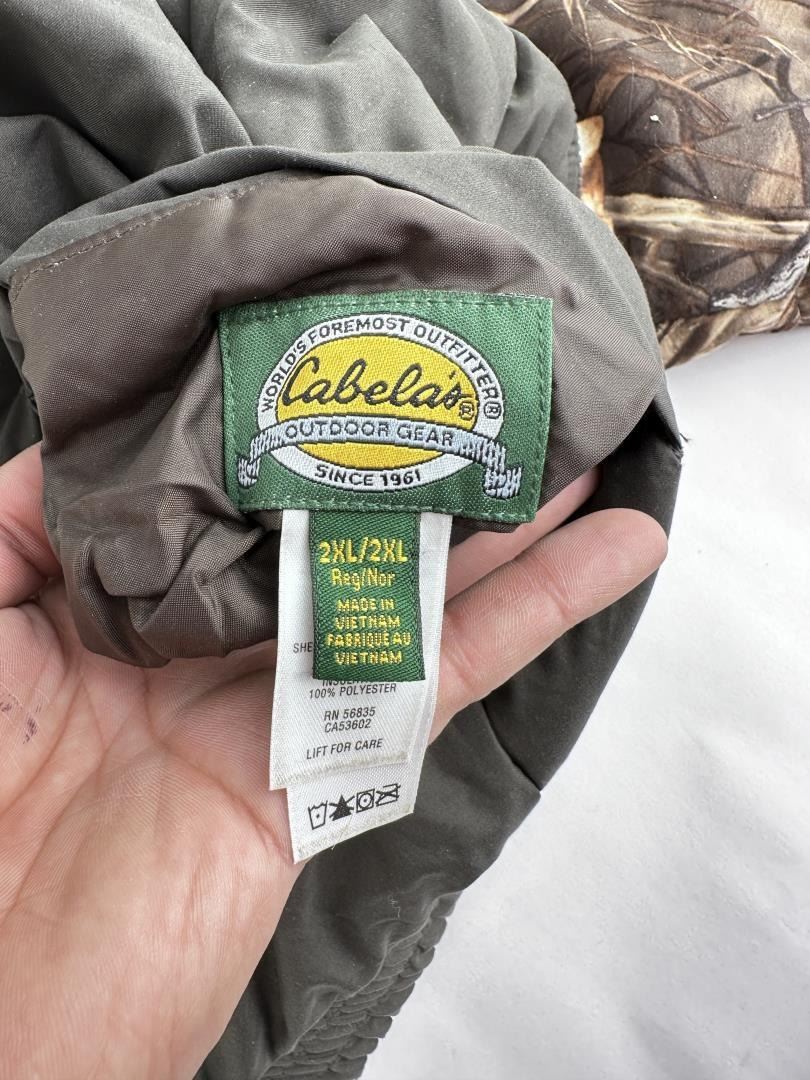 WORLD'S FOREMOST OUTFITTER®
Cabela's®
OUTDOOR GEAR
SINCE 1961
2XL/2XL
Reg/Nor
MADE IN
VIETNAM
FABRIQUÉ AU
VIETNAM
100% POLYESTER
RN 56835
CA53602
LIFT FOR CARE